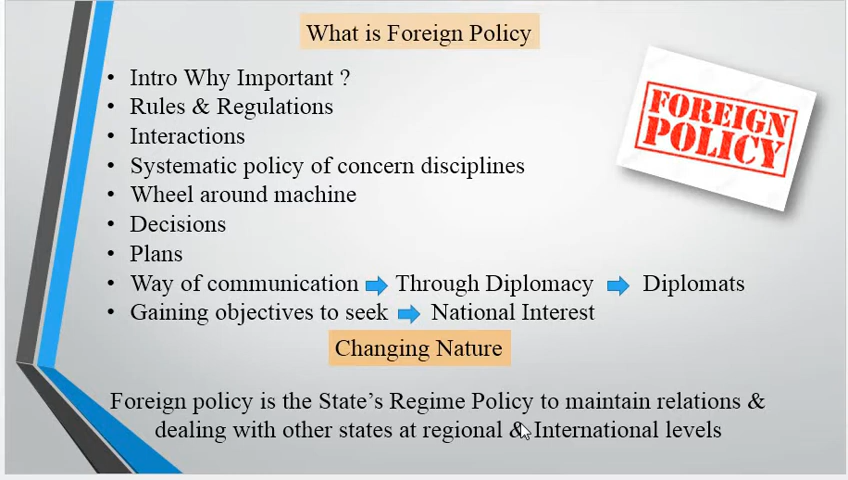 What is Foreign Policy
• Intro Why Important ?
• Rules & Regulations
• Interactions
• Systematic policy of concern disciplines
• Wheel around machine
• Decisions
• Plans
• Way of communication Through Diplomacy Diplomats
• Gaining objectives to seek National Interest
FOREIGN
POLICY
Changing Nature
Foreign policy is the State's Regime Policy to maintain relations &
dealing with other states at regional & International levels